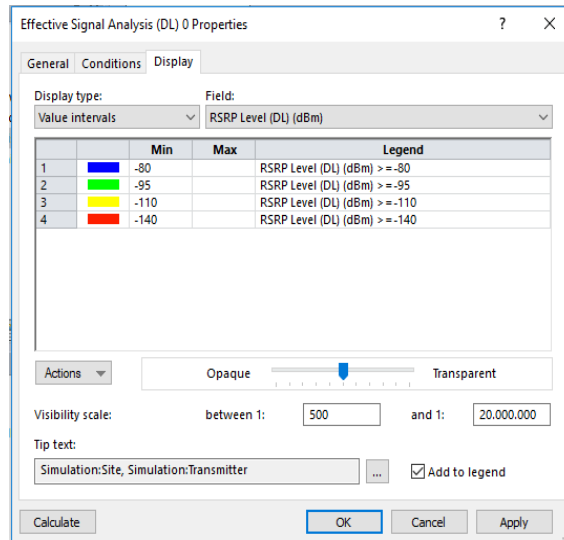 Effective Signal Analysis (DL) 0 Properties ? ×
General Conditions Display
Display type: Field:
Value intervals RSRP Level (DL) (dBm)
Min Max Legend
1 -80 RSRP Level (DL) (dBm) >=-80
2 -95 RSRP Level (DL) (dBm) >=-95
3 -110 RSRP Level (DL) (dBm) >=-110
4 -140 RSRP Level (DL) (dBm) >=-140
Actions Opaque Transparent
Visibility scale: between 1: 500 and 1: 20.000.000
Tip text:
Simulation:Site, Simulation:Transmitter ... Add to legend
Calculate OK Cancel Apply